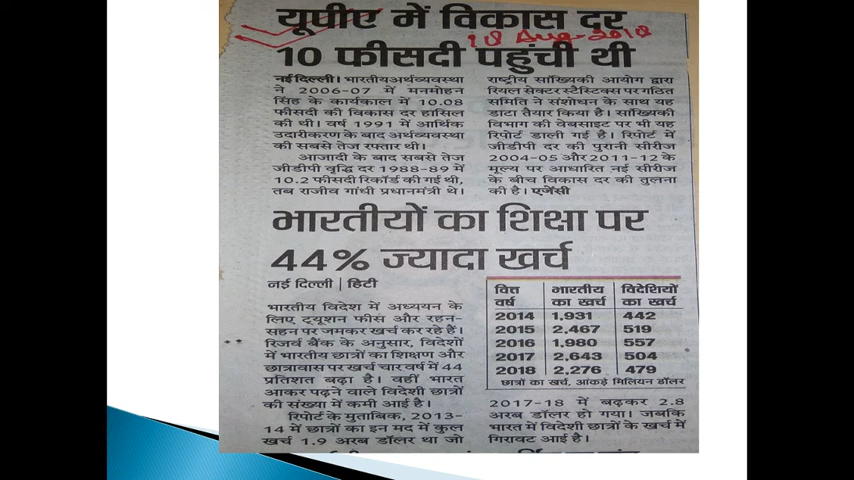 यूपीए में विकास दर
18 Aug-2018
10 फीसदी पहुंची थी
नई दिल्ली। भारतीय अर्थव्यवस्था
ने 2006-07 में मनमोहन
सिंह के कार्यकाल में 10.08
फीसदी की विकास दर हासिल
की थी। वर्ष 1991 में आर्थिक
उदारीकरण के बाद अर्थव्यवस्था
की सबसे तेज रफ्तार थी।
आजादी के बाद सबसे तेज
जीडीपी वृद्धि दर 1988-89 में
10.2 फीसदी रिकॉर्ड की गई थी,
तब राजीव गांधी प्रधानमंत्री थे।
राष्ट्रीय सांख्यिकी आयोग द्वारा
रियल सेक्टर स्टैस्टिक्स पर गठित
समिति ने संशोधन के साथ यह
डाटा तैयार किया है। सांख्यिकी
विभाग की वेबसाइट पर भी यह
रिपोर्ट डाली गई है। रिपोर्ट में
जीडीपी दर की पुरानी सीरीज
2004-05 और 2011-12 के
मूल्य पर आधारित नई सीरीज
के बीच विकास दर की तुलना
की है। एजेंसी
भारतीयों का शिक्षा पर
44% ज्यादा खर्च
नई दिल्ली | हिटी
भारतीय विदेश में अध्ययन के
लिए ट्यूशन फीस और रहन-
सहन पर जमकर खर्च कर रहे हैं।
रिजर्व बैंक के अनुसार, विदेशों
में भारतीय छात्रों का शिक्षण और
छात्रावास पर खर्च चार वर्ष में 44
प्रतिशत बढ़ा है। वहीं भारत
आकर पढ़ने वाले विदेशी छात्रों
की संख्या में कमी आई है।
रिपोर्ट के मुताबिक, 2013-
14 में छात्रों का इन मद में कुल
खर्च 1.9 अरब डॉलर था जो
वित्त वर्ष भारतीय का खर्च विदेशियों का खर्च
2014 1,931 442
2015 2,467 519
2016 1,980 557
2017 2,643 504
2018 2,276 479
छात्रों का खर्च, आंकड़े मिलियन डॉलर
2017-18 में बढ़कर 2.8
अरब डॉलर हो गया। जबकि
भारत में विदेशी छात्रों के खर्च में
गिरावट आई है।